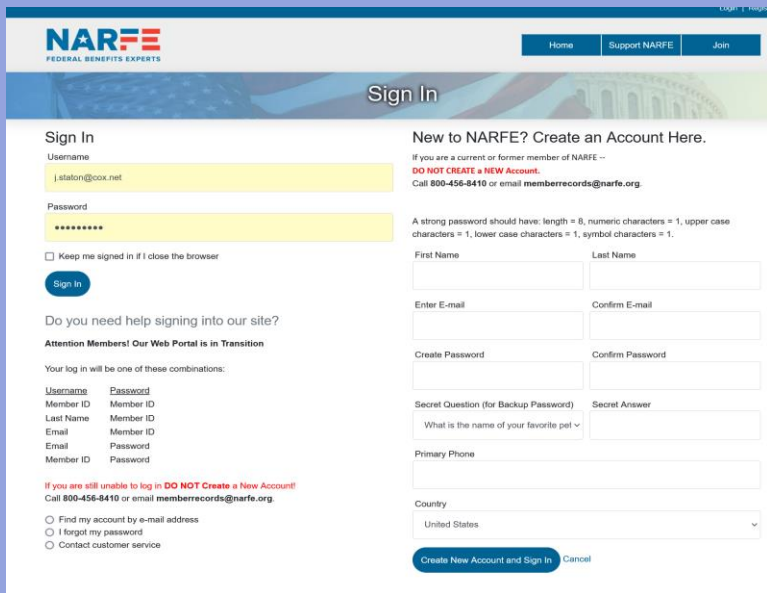 Login | Regis
NARFE
FEDERAL BENEFITS EXPERTS
Home
Support NARFE
Join
Sign In
Sign In
Username
j.staton@cox.net
Password
•••••••••
Keep me signed in if I close the browser
Sign In
Do you need help signing into our site?
Attention Members! Our Web Portal is in Transition
Your log in will be one of these combinations:
Username Password
Member ID Member ID
Last Name Member ID
Email Member ID
Email Password
Member ID Password
If you are still unable to log in DO NOT Create a New Account!
Call 800-456-8410 or email memberrecords@narfe.org.
Find my account by e-mail address
I forgot my password
Contact customer service
New to NARFE? Create an Account Here.
If you are a current or former member of NARFE --
DO NOT CREATE a NEW Account.
Call 800-456-8410 or email memberrecords@narfe.org.
A strong password should have: length = 8, numeric characters = 1, upper case
characters = 1, lower case characters = 1, symbol characters = 1.
First Name
Last Name
Enter E-mail
Confirm E-mail
Create Password
Confirm Password
Secret Question (for Backup Password)
Secret Answer
What is the name of your favorite pet
Primary Phone
Country
United States
Create New Account and Sign In
Cancel